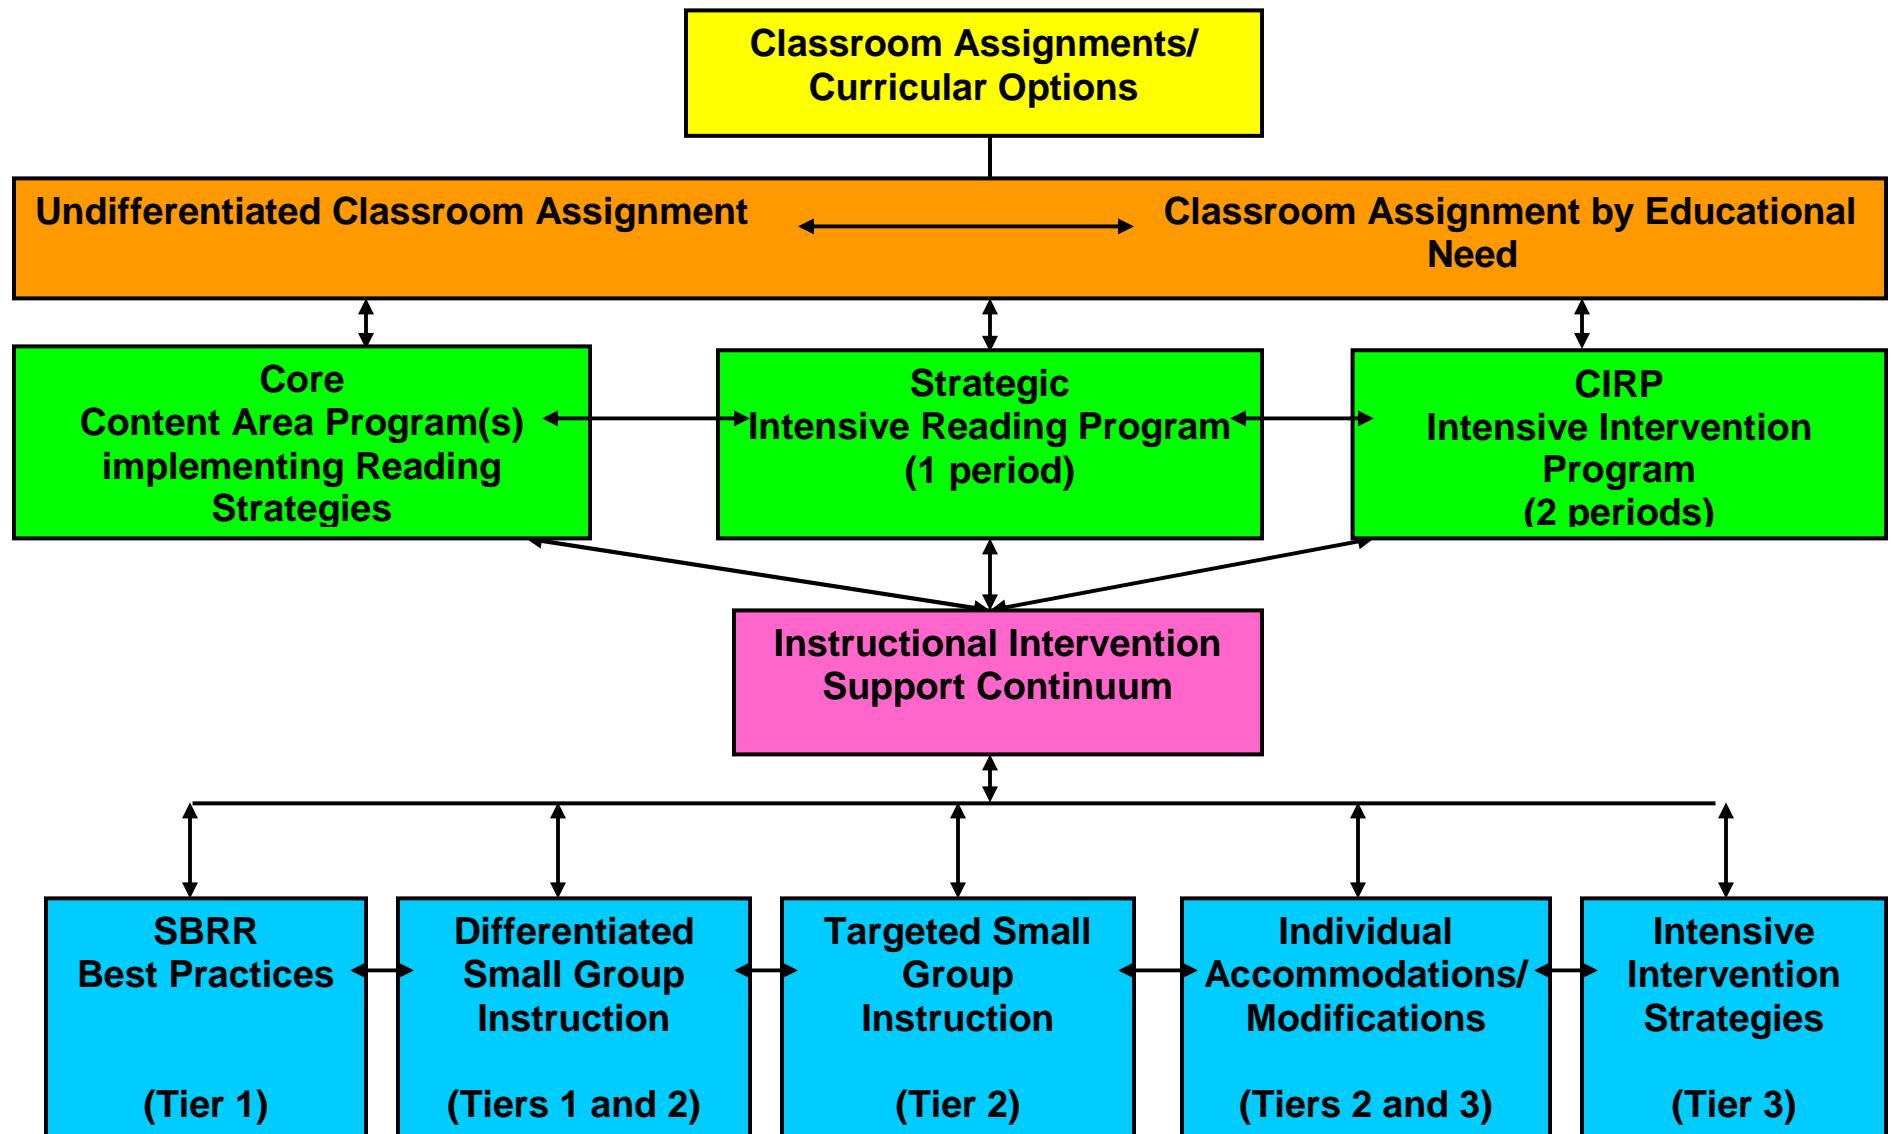 Classroom Assignments/
Curricular Options
Undifferentiated Classroom Assignment
Classroom Assignment by Educational
Need
Core
Content Area Program(s)
implementing Reading
Strategies
Strategic
Intensive Reading Program
(1 period)
CIRP
Intensive Intervention
Program
(2 periods)
Instructional Intervention
Support Continuum
SBRR
Best Practices
(Tier 1)
Differentiated
Small Group
Instruction
(Tiers 1 and 2)
Targeted Small
Group
Instruction
(Tier 2)
Individual
Accommodations/
Modifications
(Tiers 2 and 3)
Intensive
Intervention
Strategies
(Tier 3)